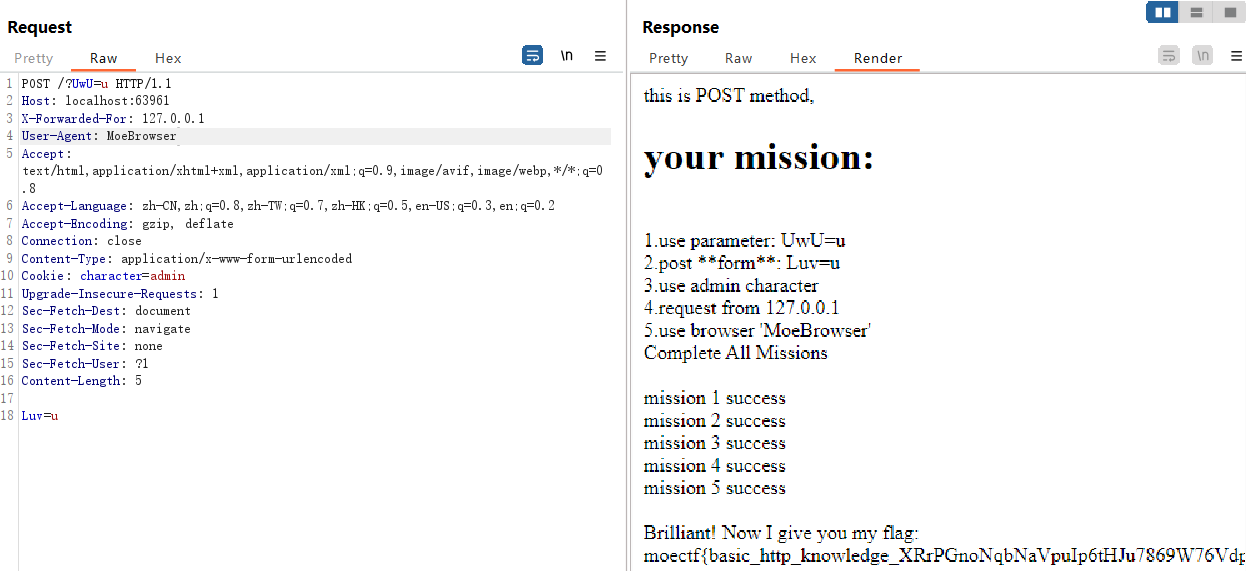 Request
Pretty Raw Hex
\n
1 POST /?UwU=u HTTP/1.1
2 Host: localhost:63961
3 X-Forwarded-For: 127.0.0.1
4 User-Agent: MoeBrowser
5 Accept:
text/html,application/xhtml+xml,application/xml;q=0.9,image/avif,image/webp,*/*;q=0
.8
6 Accept-Language: zh-CN,zh;q=0.8,zh-TW;q=0.7,zh-HK;q=0.5,en-US;q=0.3,en;q=0.2
7 Accept-Encoding: gzip, deflate
8 Connection: close
9 Content-Type: application/x-www-form-urlencoded
10 Cookie: character=admin
11 Upgrade-Insecure-Requests: 1
12 Sec-Fetch-Dest: document
13 Sec-Fetch-Mode: navigate
14 Sec-Fetch-Site: none
15 Sec-Fetch-User: ?1
16 Content-Length: 5
17
18 Luv=u
Response
Pretty Raw Hex Render
\n
this is POST method,
your mission:
1.use parameter: UwU=u
2.post **form**: Luv=u
3.use admin character
4.request from 127.0.0.1
5.use browser 'MoeBrowser'
Complete All Missions
mission 1 success
mission 2 success
mission 3 success
mission 4 success
mission 5 success
Brilliant! Now I give you my flag:
moectf{basic_http_knowledge_XRrPGnoNqbNaVpuIp6tHJu7869W76Vdp